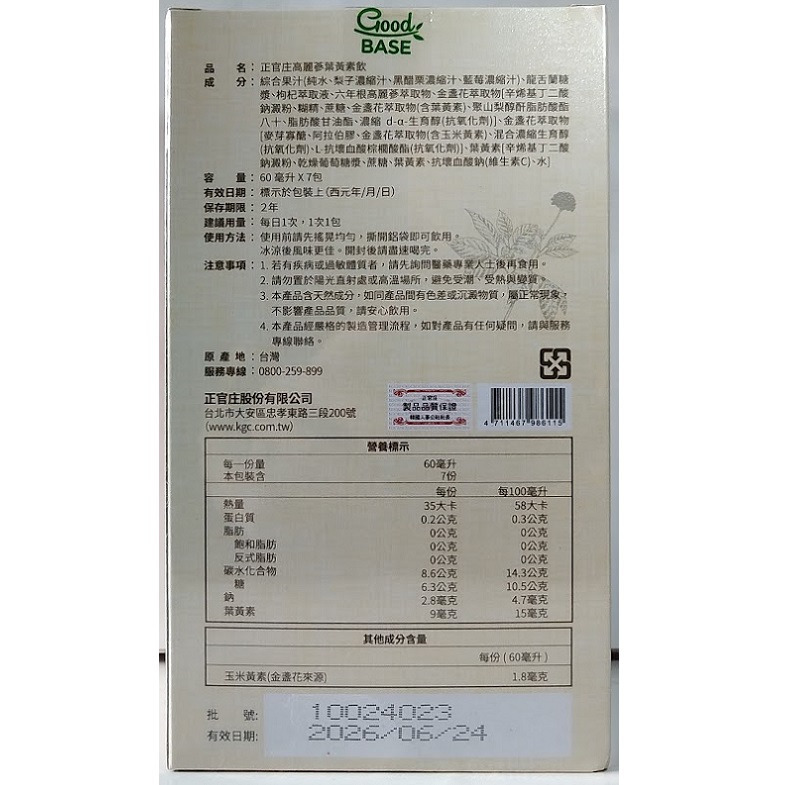 Good
BASE
品名：正官庄高麗蔘葉黃素飲
成分：綜合果汁(純水、梨子濃縮汁、黑醋栗濃縮汁、藍莓濃縮汁)、龍舌蘭糖
漿、枸杞萃取液、六年根高麗蔘萃取物、金盞花萃取物[辛烯基丁二酸
鈉澱粉、糊精、蔗糖、金盞花萃取物(含葉黃素)、聚山梨醇酐脂肪酸酯
八十、脂肪酸甘油酯、濃縮 d-α-生育醇(抗氧化劑)]、金盞花萃取物
[麥芽寡醣、阿拉伯膠、金盞花萃取物(含玉米黃素)、混合濃縮生育醇
(抗氧化劑)、L-抗壞血酸棕櫚酸酯(抗氧化劑)]、葉黃素[辛烯基丁二酸
鈉澱粉、乾燥葡萄糖漿、蔗糖、葉黃素、抗壞血酸鈉(維生素C)、水]
容量：60 毫升 X 7包
有效日期：標示於包裝上(西元年/月/日)
保存期限：2年
建議用量：每日1次，1次1包
使用方法：使用前請先搖晃均勻，撕開鋁袋即可飲用。
冰涼後風味更佳。開封後請盡速喝完。
注意事項：1. 若有疾病或過敏體質者，請先詢問醫藥專業人士後再食用。
2. 請勿置於陽光直射處或高溫場所，避免受潮、受熱與變質。
3. 本產品含天然成分，如同產品間有色差或沉澱物質，屬正常現象，
不影響產品品質，請安心飲用。
4. 本產品經嚴格的製造管理流程，如對產品有任何疑問，請與服務
專線聯絡。
原產地：台灣
服務專線：0800-259-899
正官庄股份有限公司
台北市大安區忠孝東路三段200號
(www.kgc.com.tw)
正官庄
製品品質保證
韓國人蔘公社
4 711467 986115
營養標示
每一份量 60毫升
本包裝含 7份
每份 每100毫升
熱量 35大卡 58大卡
蛋白質 0.2公克 0.3公克
脂肪 0公克 0公克
飽和脂肪 0公克 0公克
反式脂肪 0公克 0公克
碳水化合物 8.6公克 14.3公克
糖 6.3公克 10.5公克
鈉 2.8毫克 4.7毫克
葉黃素 9毫克 15毫克
其他成分含量
每份 ( 60毫升 )
玉米黃素(金盞花來源) 1.8毫克
批號: 10024023
有效日期: 2026/06/24